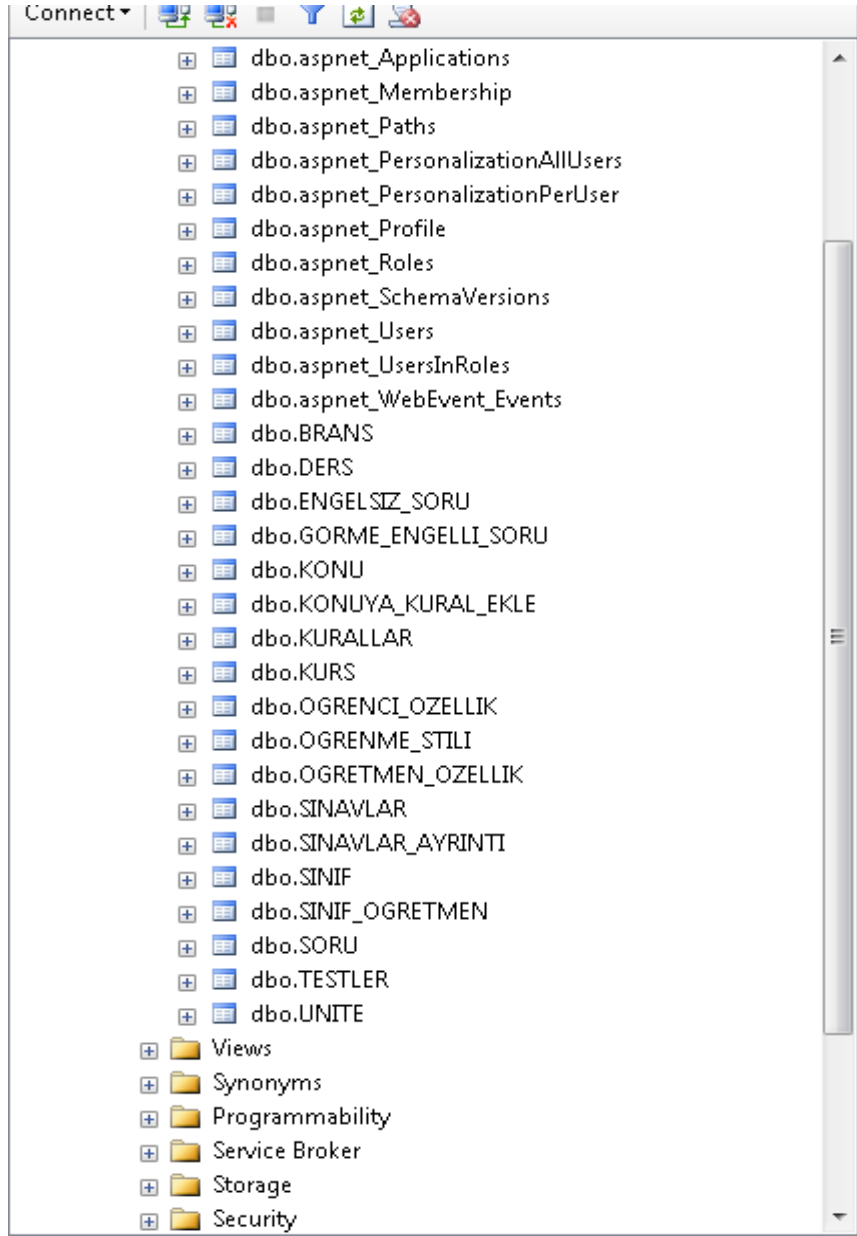 Connect
dbo.aspnet_Applications
dbo.aspnet_Membership
dbo.aspnet_Paths
dbo.aspnet_PersonalizationAllUsers
dbo.aspnet_PersonalizationPerUser
dbo.aspnet_Profile
dbo.aspnet_Roles
dbo.aspnet_SchemaVersions
dbo.aspnet_Users
dbo.aspnet_UsersInRoles
dbo.aspnet_WebEvent_Events
dbo.BRANS
dbo.DERS
dbo.ENGELSIZ_SORU
dbo.GORME_ENGELLI_SORU
dbo.KONU
dbo.KONUYA_KURAL_EKLE
dbo.KURALLAR
dbo.KURS
dbo.OGRENCI_OZELLIK
dbo.OGRENME_STILI
dbo.OGRETMEN_OZELLIK
dbo.SINAVLAR
dbo.SINAVLAR_AYRINTI
dbo.SINIF
dbo.SINIF_OGRETMEN
dbo.SORU
dbo.TESTLER
dbo.UNITE
Views
Synonyms
Programmability
Service Broker
Storage
Security